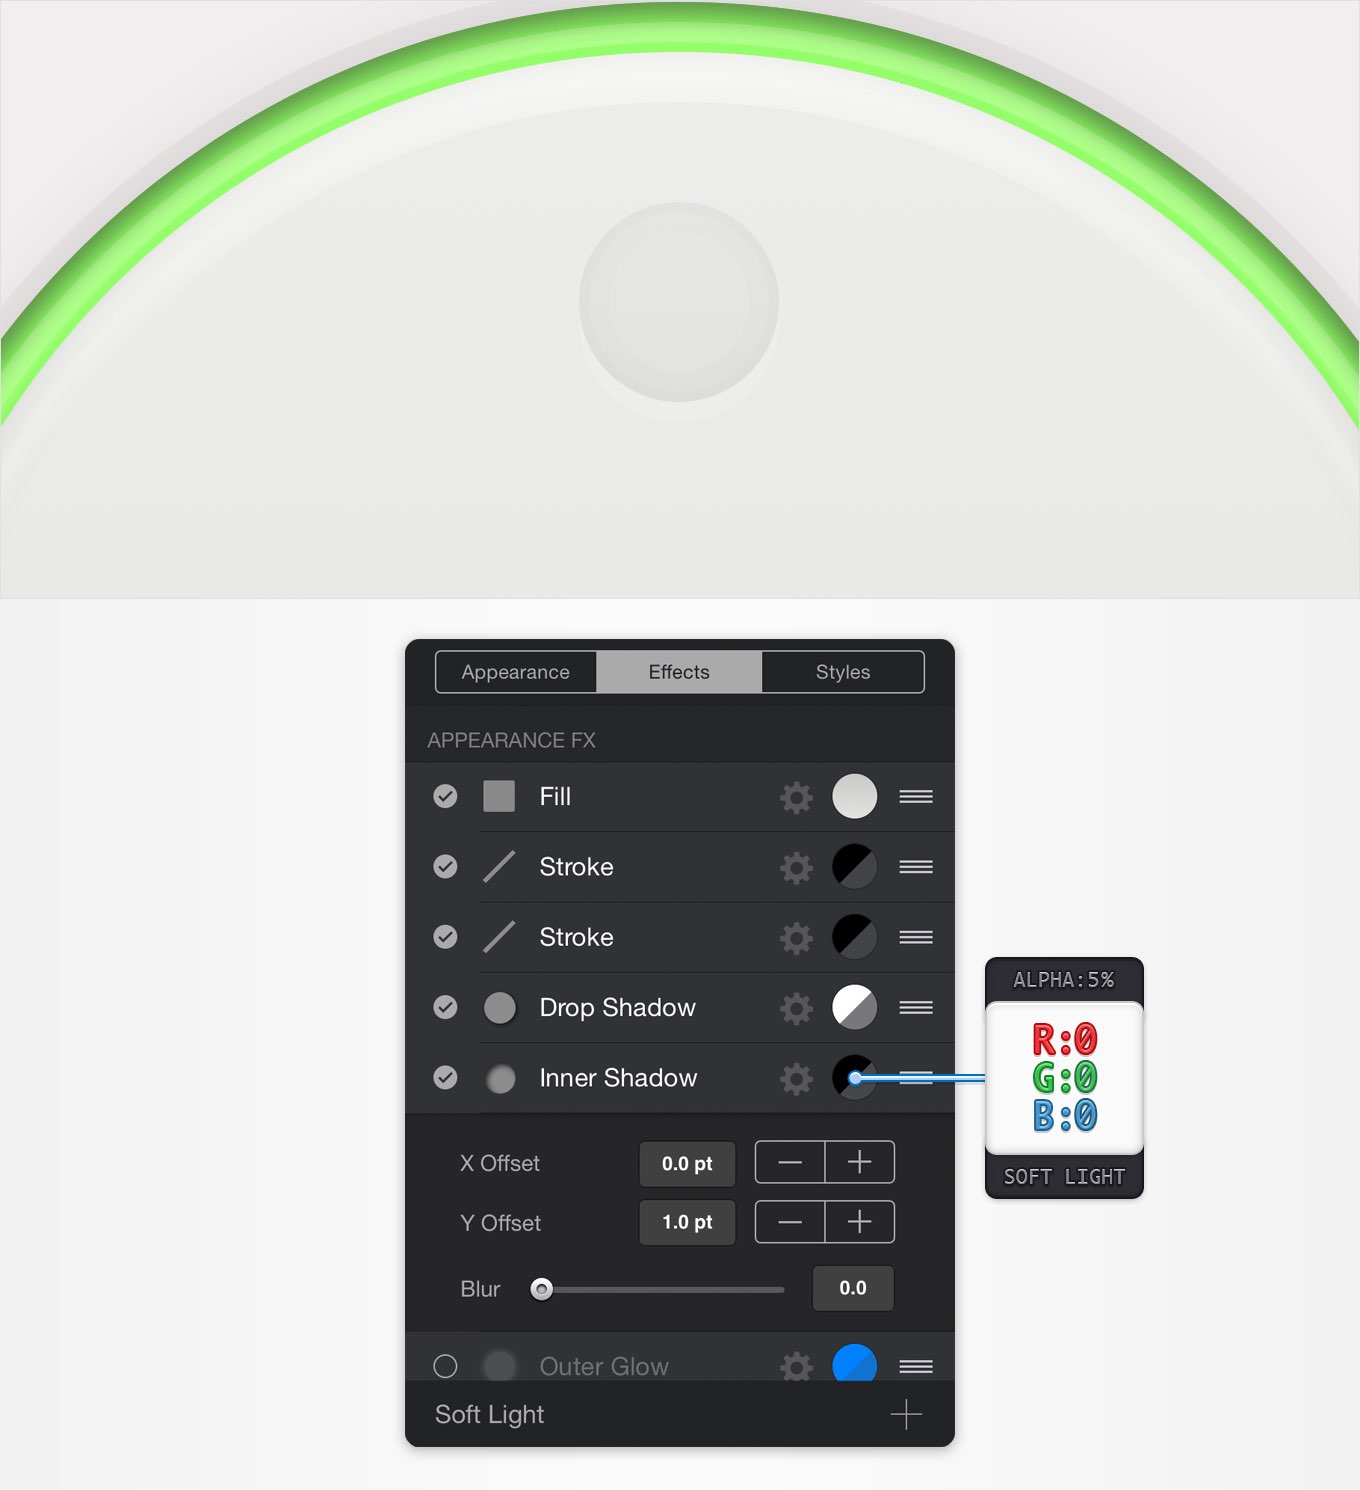 Appearance Effects Styles
APPEARANCE FX
Fill
Stroke
Stroke
Drop Shadow
Inner Shadow
ALPHA:5%
R:0
G:0
B:0
SOFT LIGHT
X Offset 0.0 pt
Y Offset 1.0 pt
Blur 0.0
Outer Glow
Soft Light